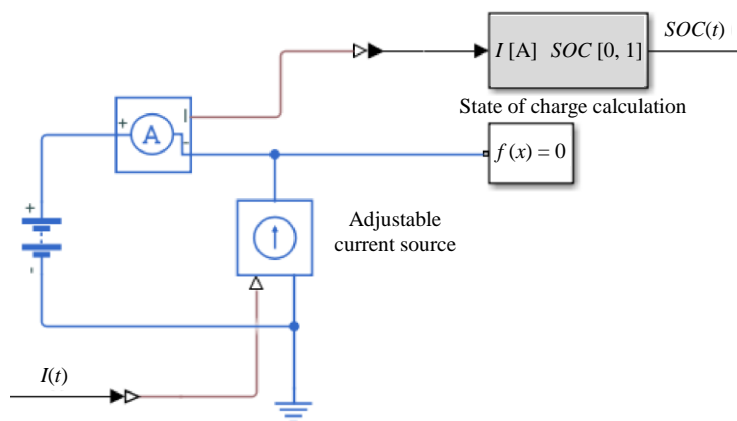 SOC(t)
I [A] SOC [0, 1]
State of charge calculation
+ A I -
f (x) = 0
+
-
Adjustable
current source
I(t)